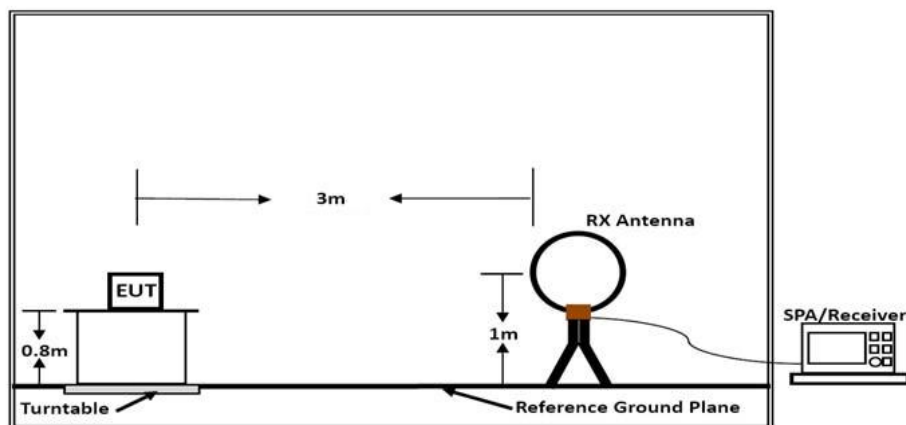 3m
RX Antenna
EUT
SPA/Receiver
0.8m
1m
Turntable
Reference Ground Plane